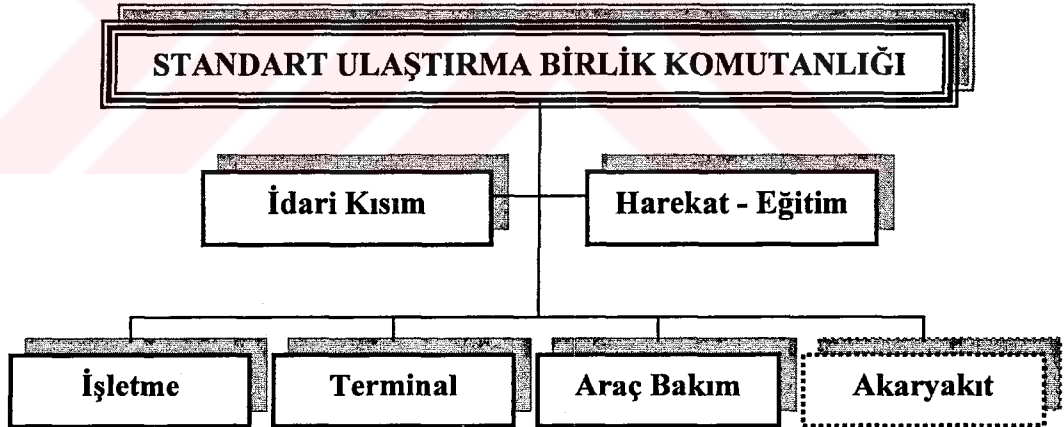 STANDART ULAŞTIRMA BİRLİK KOMUTANLIĞI
İdari Kısım
Harekat - Eğitim
İşletme
Terminal
Araç Bakım
Akaryakıt